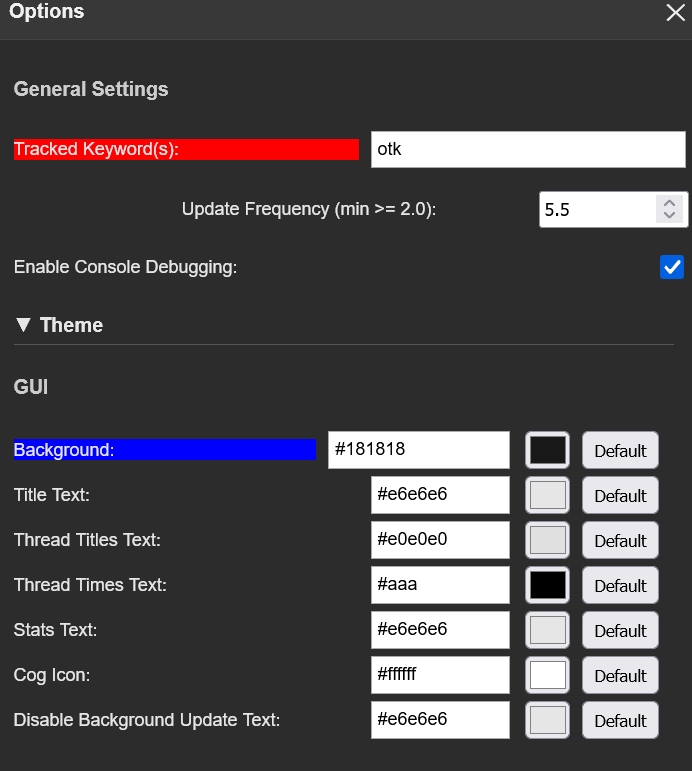 Options
General Settings
Tracked Keyword(s): otk
Update Frequency (min >= 2.0): 5.5
Enable Console Debugging:
▼ Theme
GUI
Background: #181818 Default
Title Text: #e6e6e6 Default
Thread Titles Text: #e0e0e0 Default
Thread Times Text: #aaa Default
Stats Text: #e6e6e6 Default
Cog Icon: #ffffff Default
Disable Background Update Text: #e6e6e6 Default